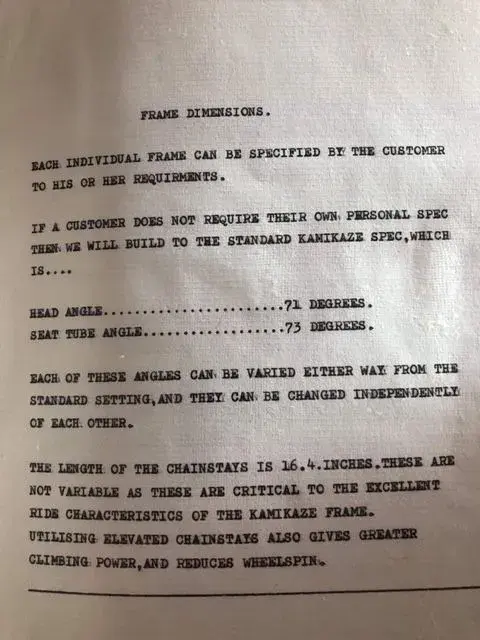 FRAME DIMENSIONS.
EACH INDIVIDUAL FRAME CAN BE SPECIFIED BY THE CUSTOMER
TO HIS OR HER REQUIRMENTS.
IF A CUSTOMER DOES NOT REQUIRE THEIR OWN PERSONAL SPEC
THEN WE WILL BUILD TO THE STANDARD KAMIKAZE SPEC,WHICH
IS....
HEAD ANGLE.......................71 DEGREES.
SEAT TUBE ANGLE..................73 DEGREES.
EACH OF THESE ANGLES CAN BE VARIED EITHER WAY FROM THE
STANDARD SETTING,AND THEY CAN BE CHANGED INDEPENDENTLY
OF EACH OTHER.
THE LENGTH OF THE CHAINSTAYS IS 16.4.INCHES.THESE ARE
NOT VARIABLE AS THESE ARE CRITICAL TO THE EXCELLENT
RIDE CHARACTERISTICS OF THE KAMIKAZE FRAME.
UTILISING ELEVATED CHAINSTAYS ALSO GIVES GREATER
CLIMBING POWER,AND REDUCES WHEELSPIN.